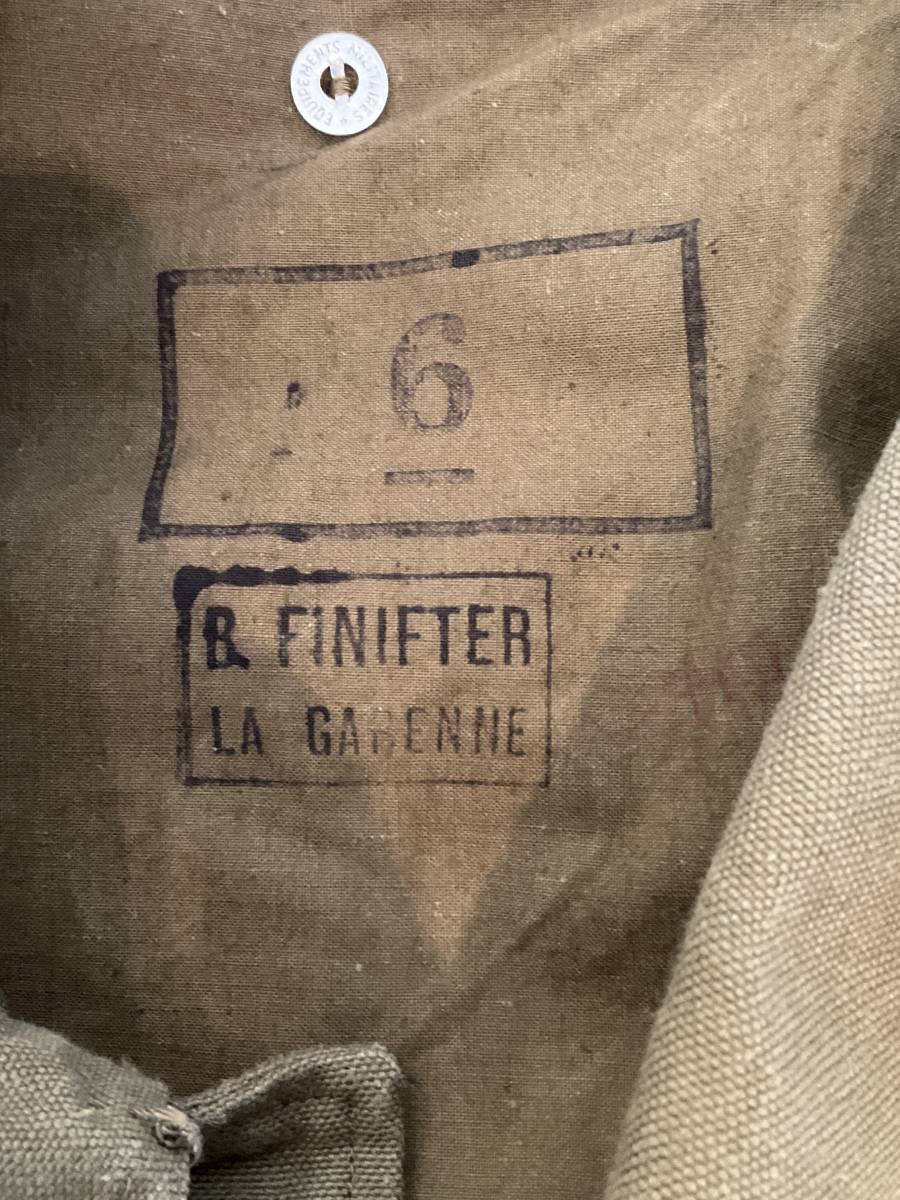 EQUIPEMENTS MILITAIRES ★
6
B. FINIFTER
LA GARENNE